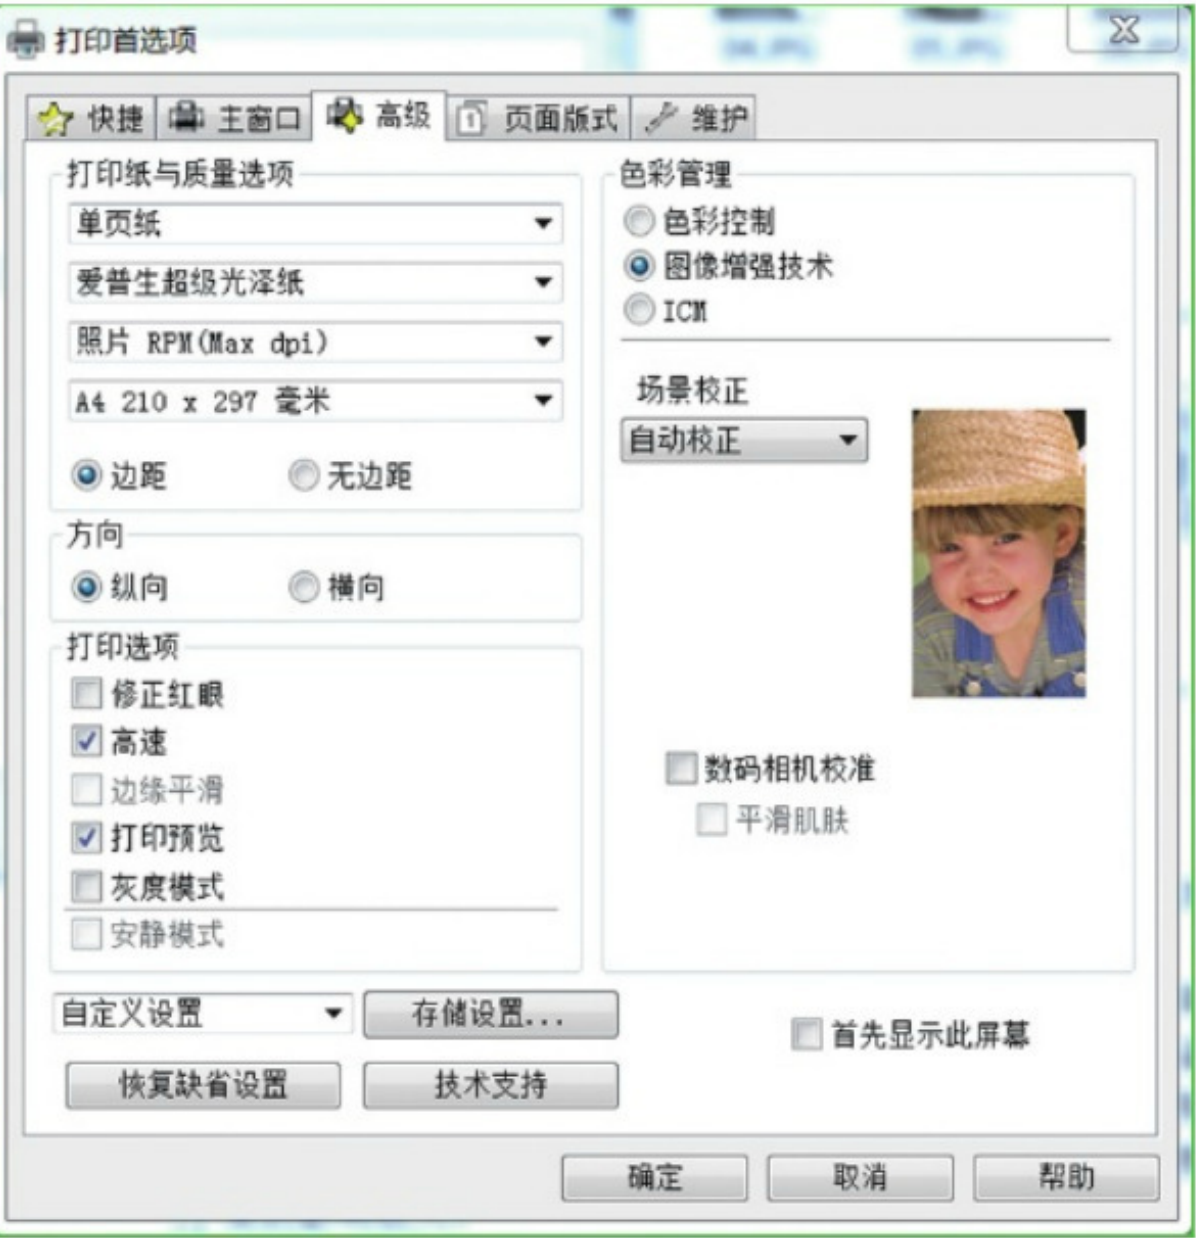 打印首选项
快捷 主窗口 高级 页面版式 维护
打印纸与质量选项
单页纸
爱普生超级光泽纸
照片 RPM(Max dpi)
A4 210 x 297 毫米
边距 无边距
方向
纵向 横向
打印选项
修正红眼
高速
边缘平滑
打印预览
灰度模式
安静模式
色彩管理
色彩控制
图像增强技术
ICM
场景校正
自动校正
数码相机校准
平滑肌肤
自定义设置 存储设置...
首先显示此屏幕
恢复缺省设置 技术支持
确定 取消 帮助